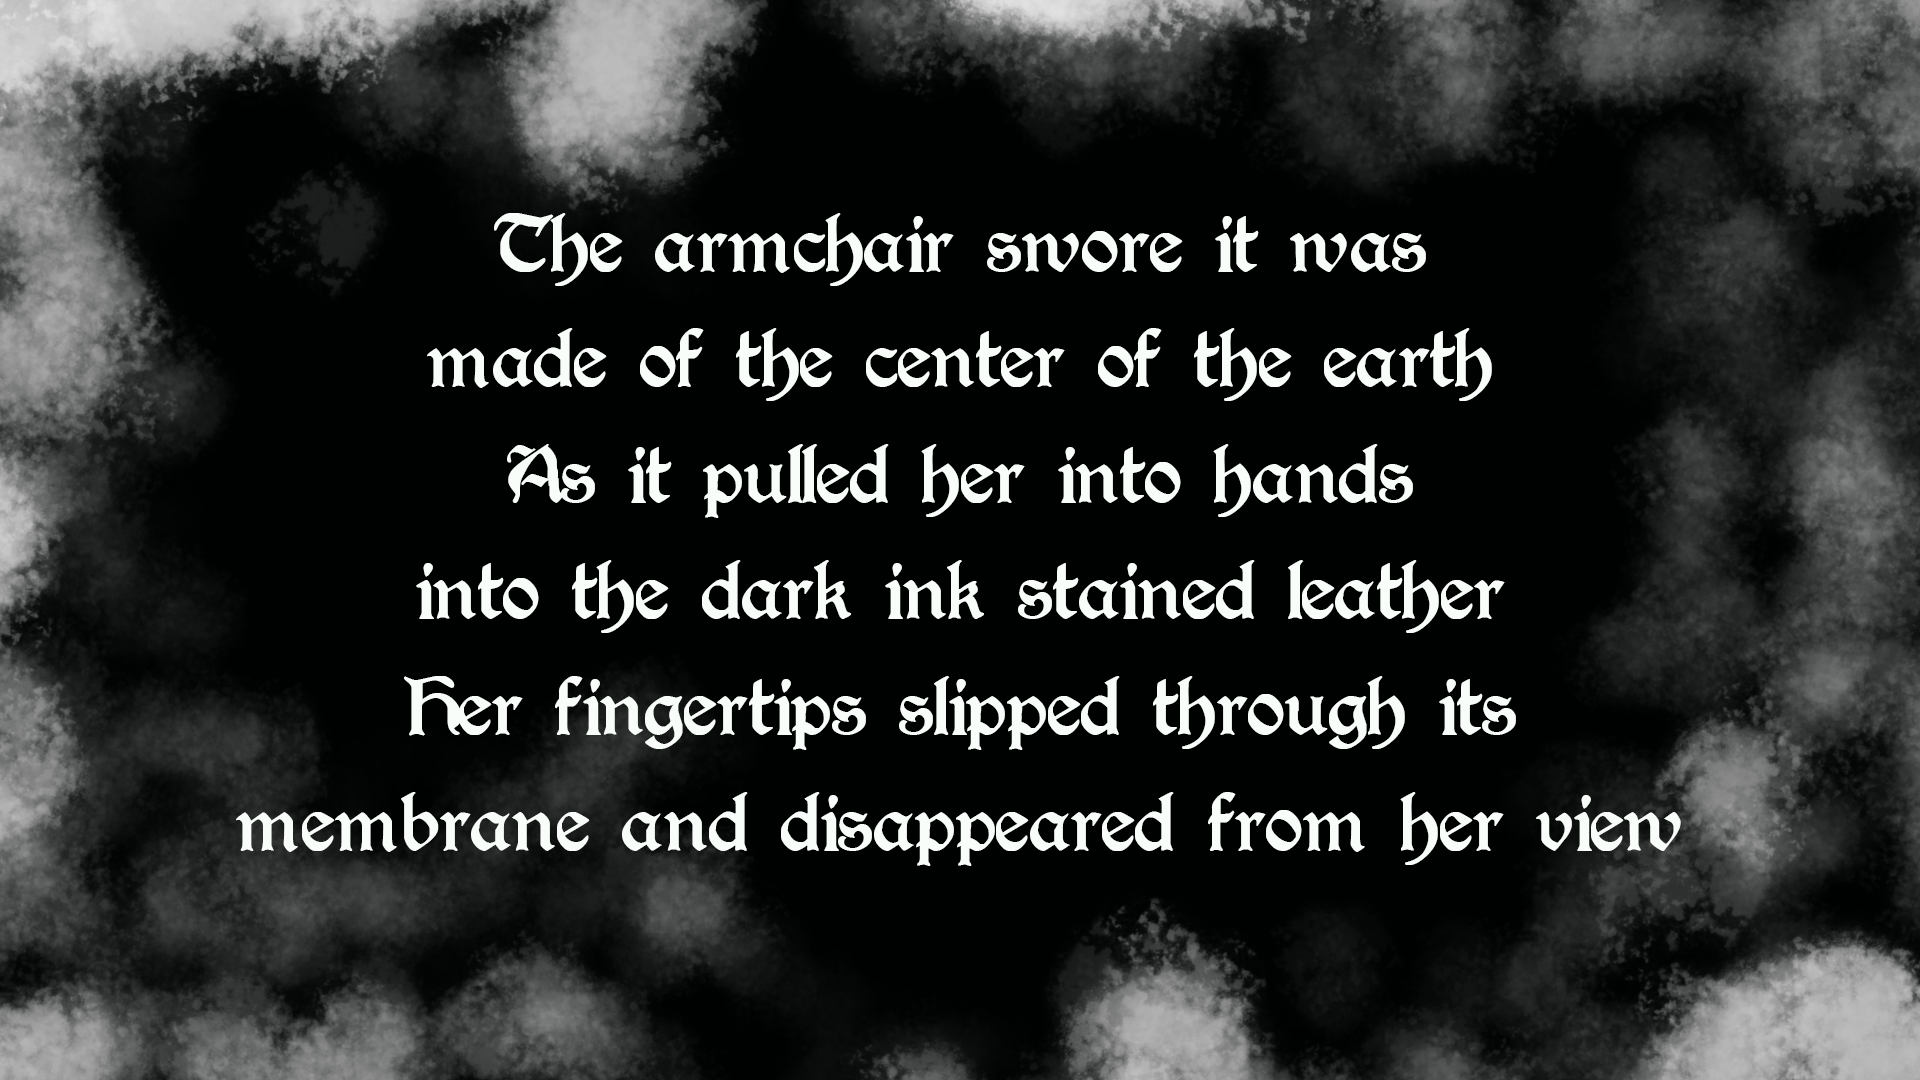 The armchair swore it was
made of the center of the earth
As it pulled her into hands
into the dark ink stained leather
Her fingertips slipped through its
membrane and disappeared from her view